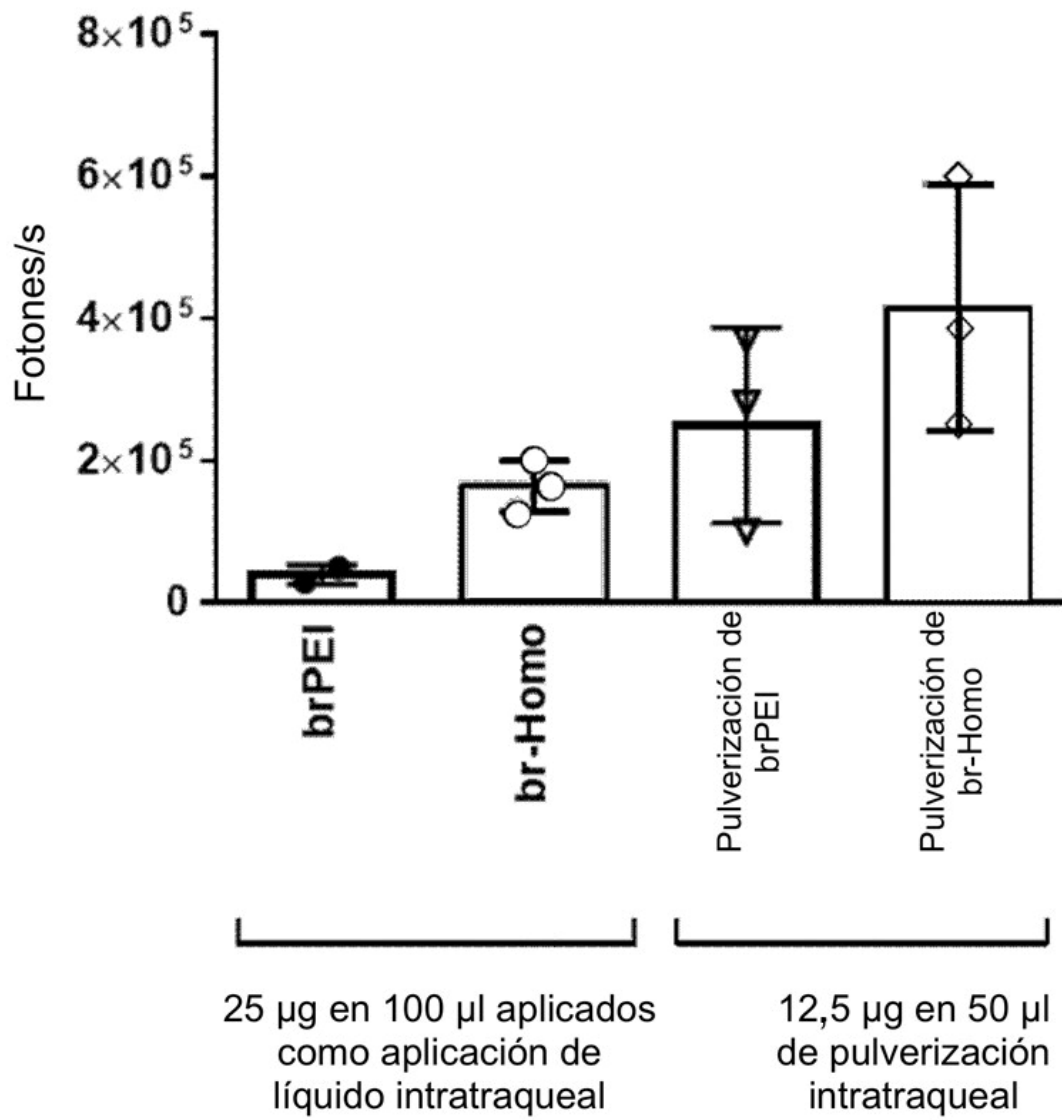 8×10⁵
6×10⁵
4×10⁵
2×10⁵
0
Fotones/s
brPEI
br-Homo
Pulverización de
brPEI
Pulverización de
br-Homo
25 µg en 100 µl aplicados
como aplicación de
líquido intratraqueal
12,5 µg en 50 µl
de pulverización
intratraqueal